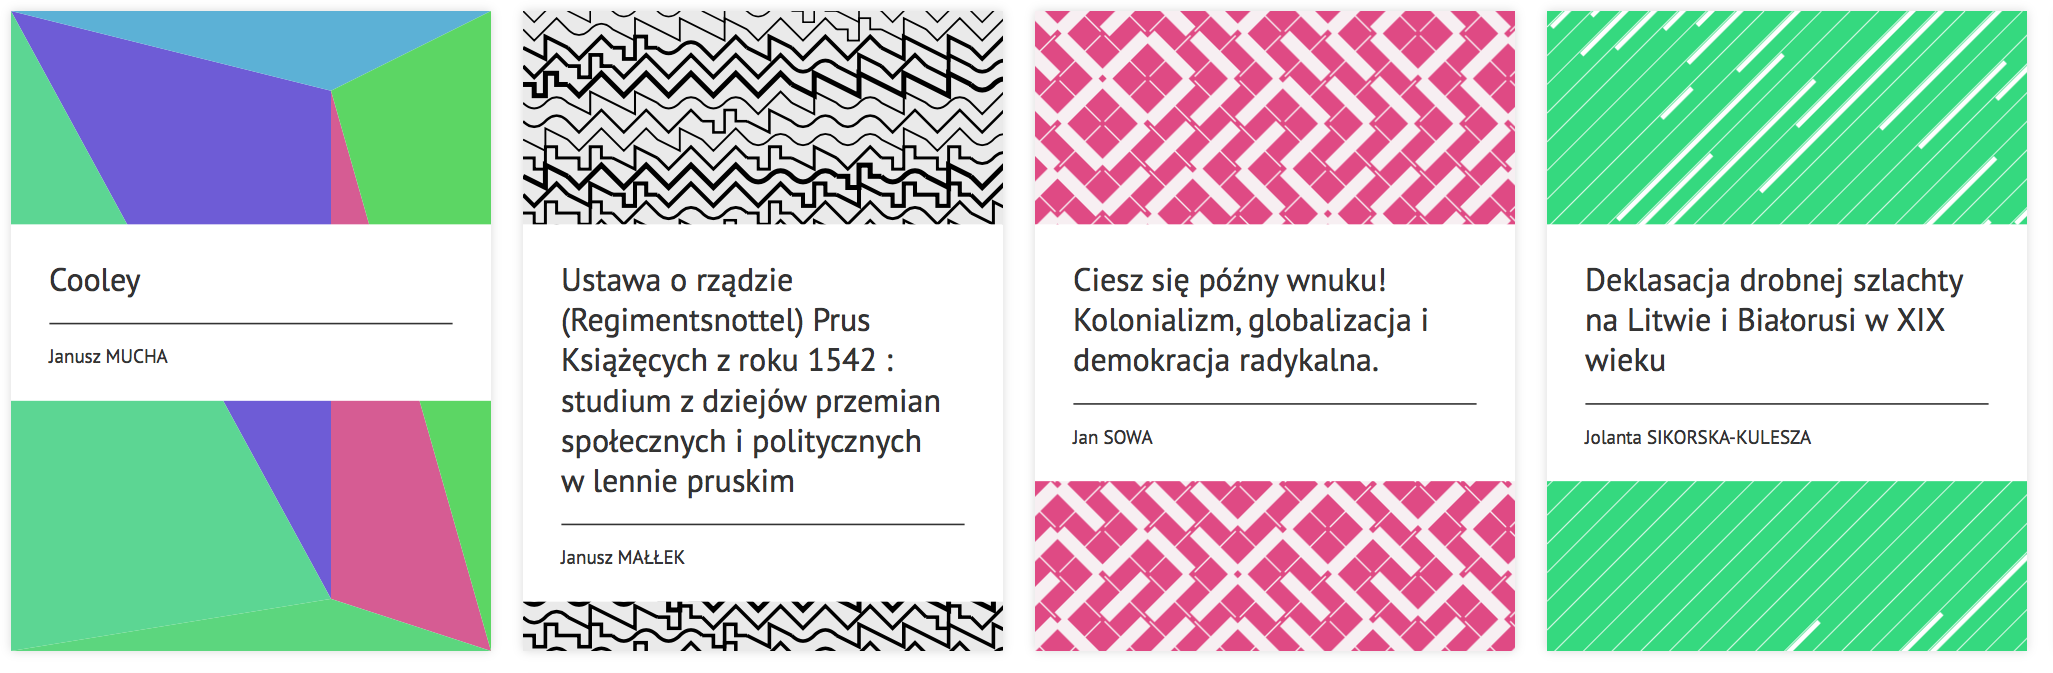 Cooley
Janusz MUCHA
Ustawa o rządzie
(Regimentsnottel) Prus
Książęcych z roku 1542 :
studium z dziejów przemian
społecznych i politycznych
w lennie pruskim
Janusz MAŁŁEK
Ciesz się późny wnuku!
Kolonializm, globalizacja i
demokracja radykalna.
Jan SOWA
Deklasacja drobnej szlachty
na Litwie i Białorusi w XIX
wieku
Jolanta SIKORSKA-KULESZA